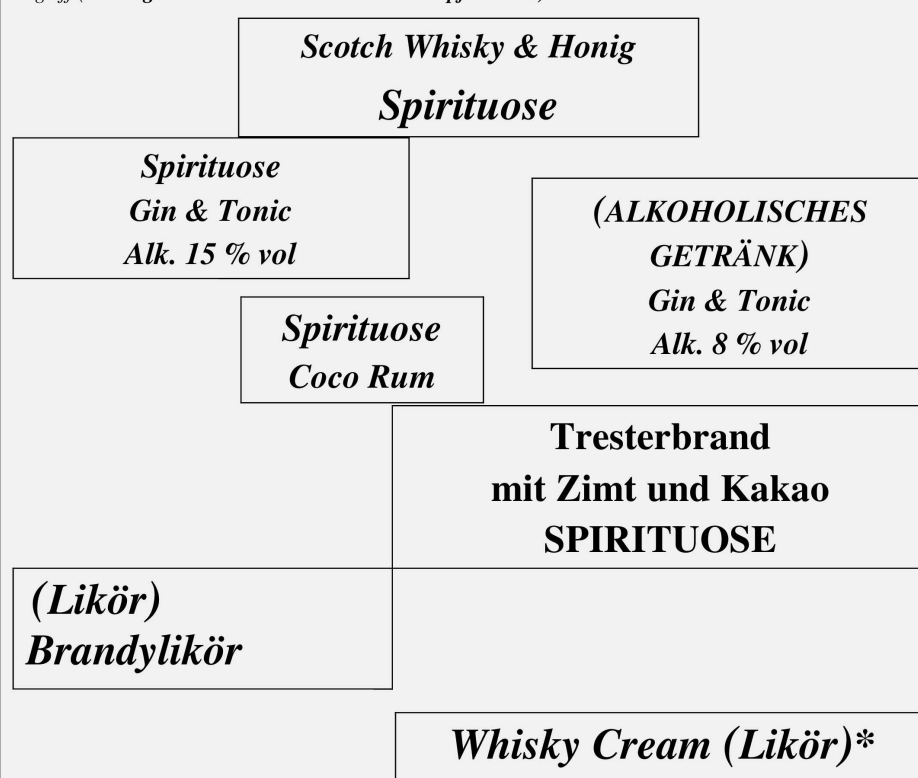 Scotch Whisky & Honig
Spirituose
Spirituose
Gin & Tonic
Alk. 15 % vol
(ALKOHOLISCHES
GETRÄNK)
Gin & Tonic
Alk. 8 % vol
Spirituose
Coco Rum
Tresterbrand
mit Zimt und Kakao
SPIRITUOSE
(Likör)
Brandylikör
Whisky Cream (Likör)*